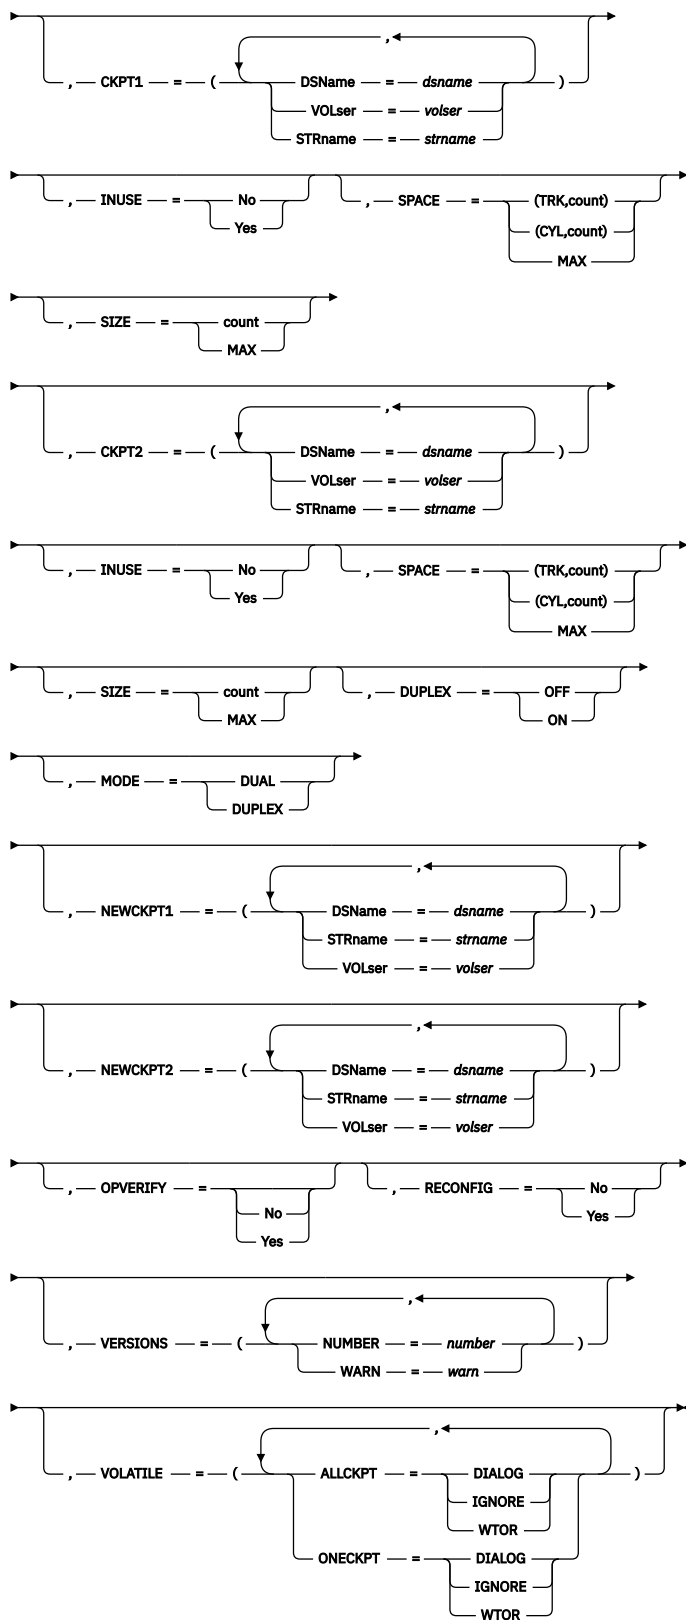 ,
, CKPT1 = ( DSName = dsname )
VOLser = volser
STRname = strname
, INUSE = No , SPACE = (TRK,count)
Yes (CYL,count)
MAX
, SIZE = count
MAX
,
, CKPT2 = ( DSName = dsname )
VOLser = volser
STRname = strname
, INUSE = No , SPACE = (TRK,count)
Yes (CYL,count)
MAX
, SIZE = count , DUPLEX = OFF
MAX ON
, MODE = DUAL
DUPLEX
,
, NEWCKPT1 = ( DSName = dsname )
STRname = strname
VOLser = volser
,
, NEWCKPT2 = ( DSName = dsname )
STRname = strname
VOLser = volser
, OPVERIFY = , RECONFIG = No
No Yes
Yes
,
, VERSIONS = ( NUMBER = number )
WARN = warn
,
, VOLATILE = ( ALLCKPT = DIALOG )
IGNORE
WTOR
ONECKPT = DIALOG
IGNORE
WTOR